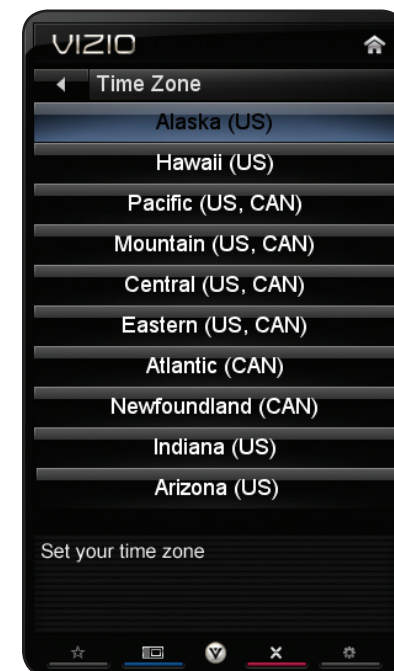 VIZIO
Time Zone
Alaska (US)
Hawaii (US)
Pacific (US, CAN)
Mountain (US, CAN)
Central (US, CAN)
Eastern (US, CAN)
Atlantic (CAN)
Newfoundland (CAN)
Indiana (US)
Arizona (US)
Set your time zone
V